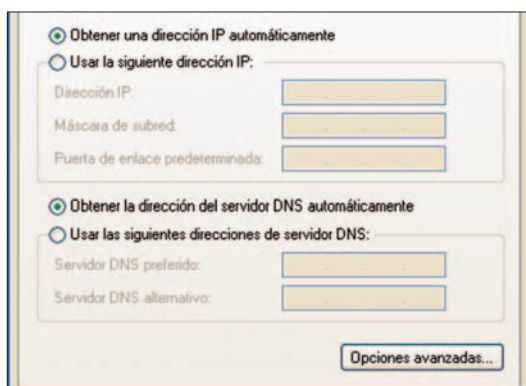 Obtener una dirección IP automáticamente
Usar la siguiente dirección IP:
Dirección IP:
Máscara de subred:
Puerta de enlace predeterminada:
Obtener la dirección del servidor DNS automáticamente
Usar las siguientes direcciones de servidor DNS:
Servidor DNS preferido:
Servidor DNS alternativo:
Opciones avanzadas...